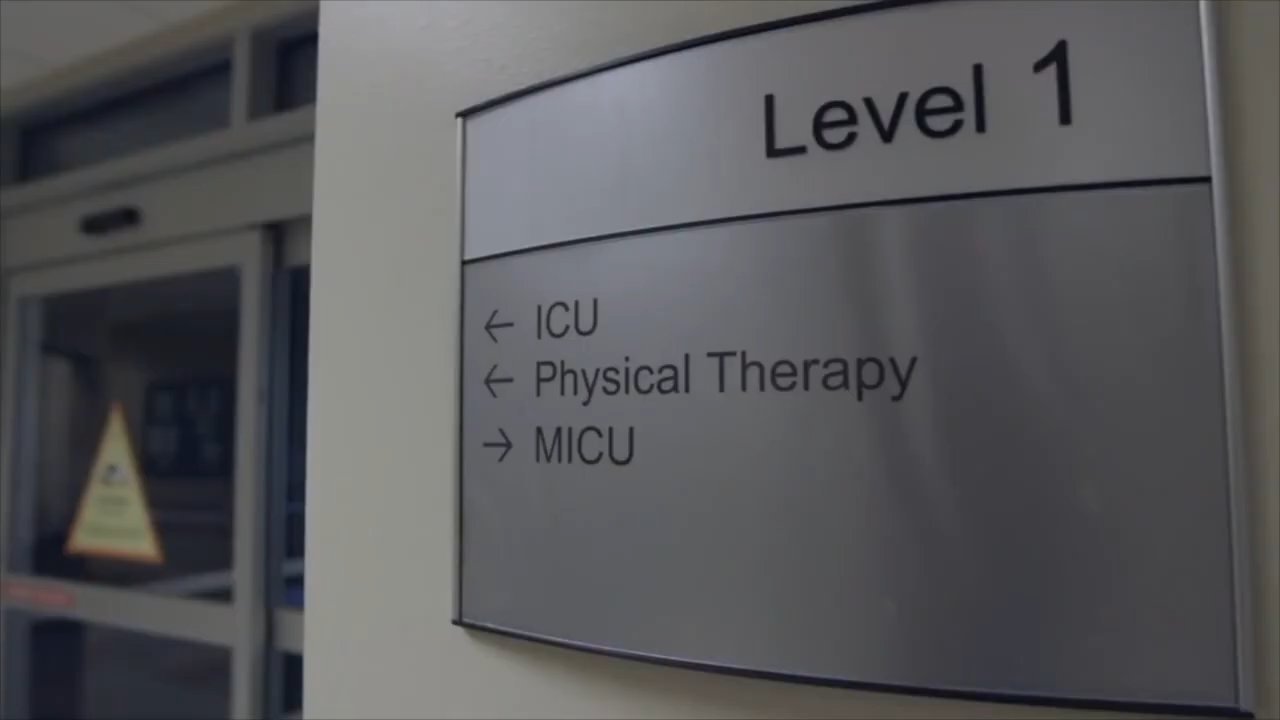 Level 1
← ICU
← Physical Therapy
→ MICU